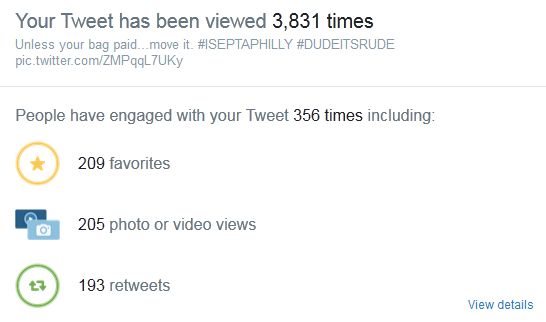 Your Tweet has been viewed 3,831 times
Unless your bag paid...move it. #ISEPTAPHILLY #DUDEITSRUDE
pic.twitter.com/ZMPqqL7UKy
People have engaged with your Tweet 356 times including:
209 favorites
205 photo or video views
193 retweets
View details